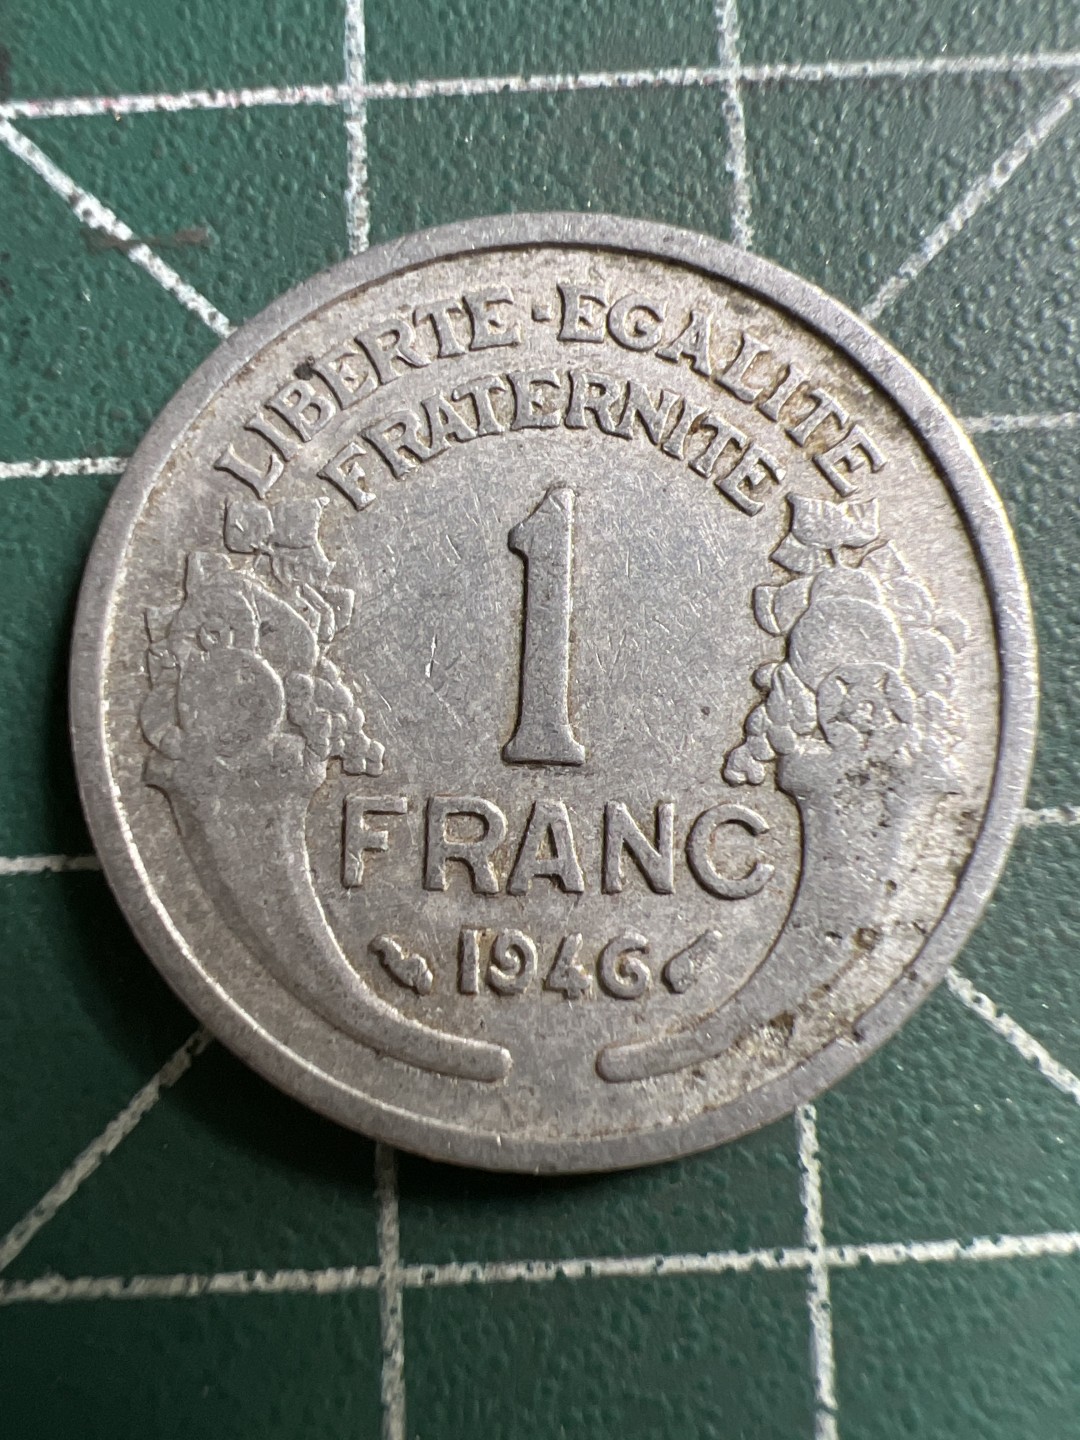 LIBERTE·EGALITE
FRATERNITE
1
FRANC
1946